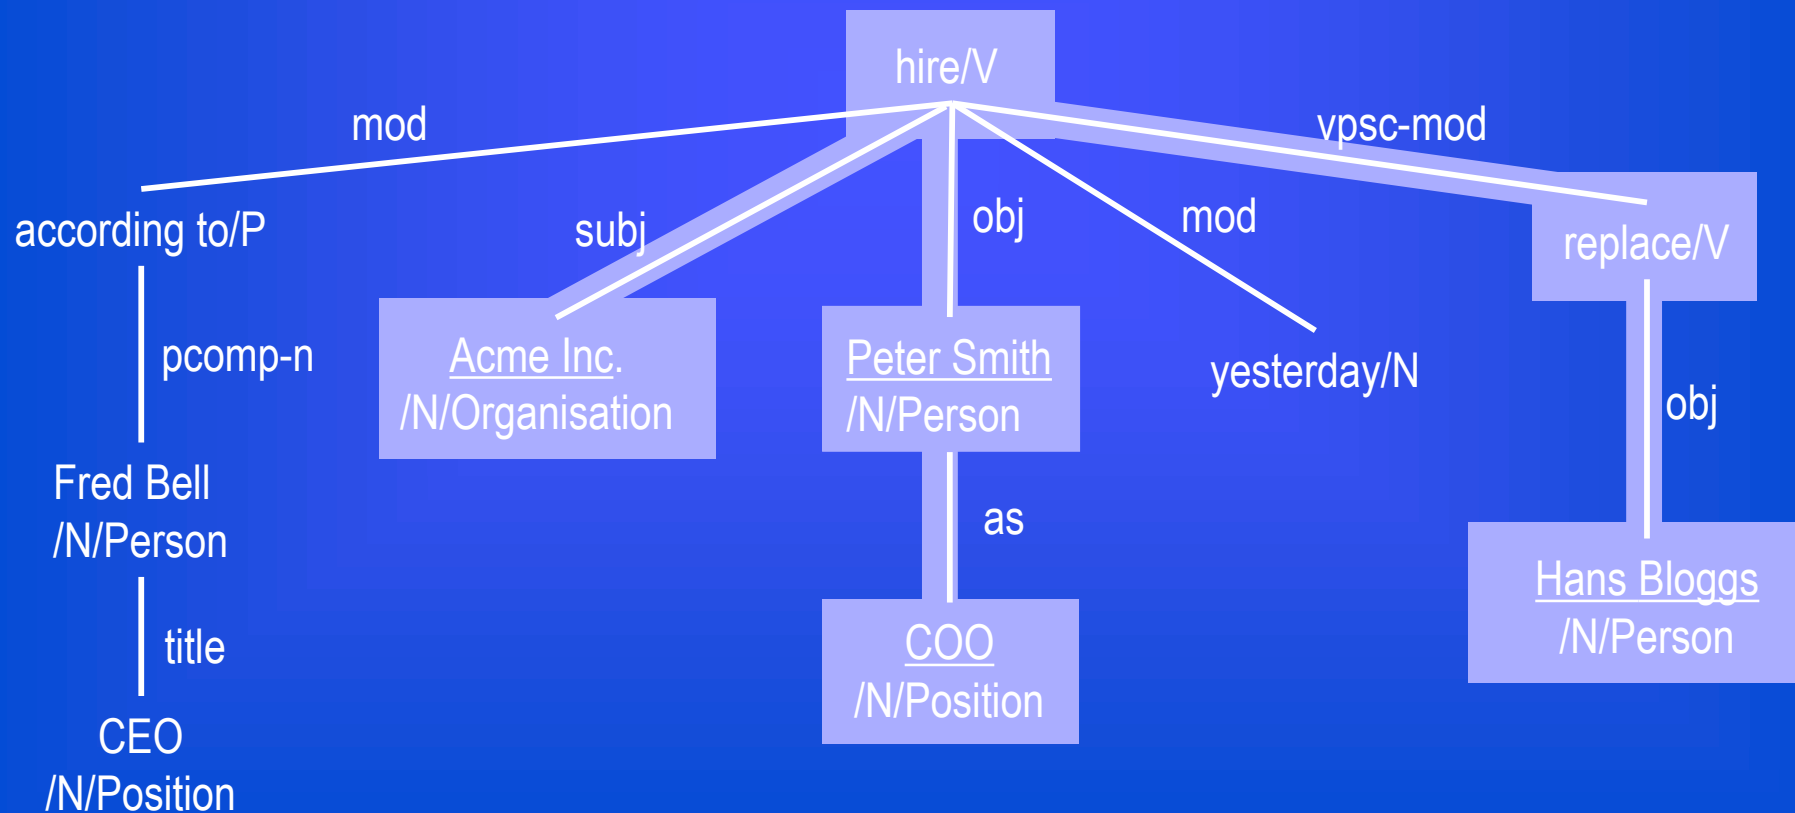 hire/V
mod
vpsc-mod
according to/P
subj
obj
mod
replace/V
pcomp-n
Acme Inc.
/N/Organisation
Peter Smith
/N/Person
yesterday/N
obj
Fred Bell
/N/Person
as
Hans Bloggs
/N/Person
title
COO
/N/Position
CEO
/N/Position